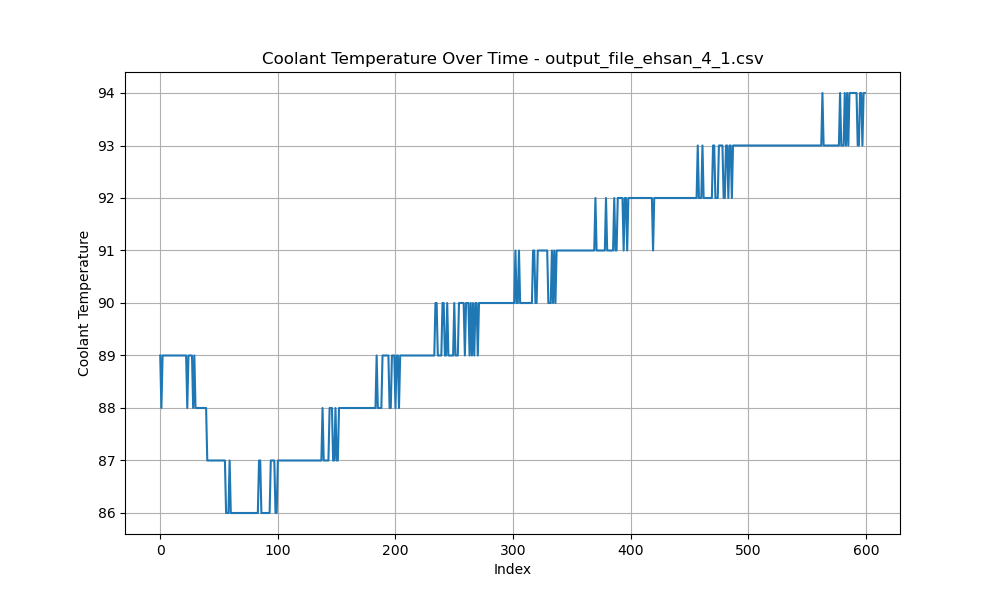 Coolant Temperature Over Time - output_file_ehsan_4_1.csv
Coolant Temperature
94
93
92
91
90
89
88
87
86
0 100 200 300 400 500 600
Index